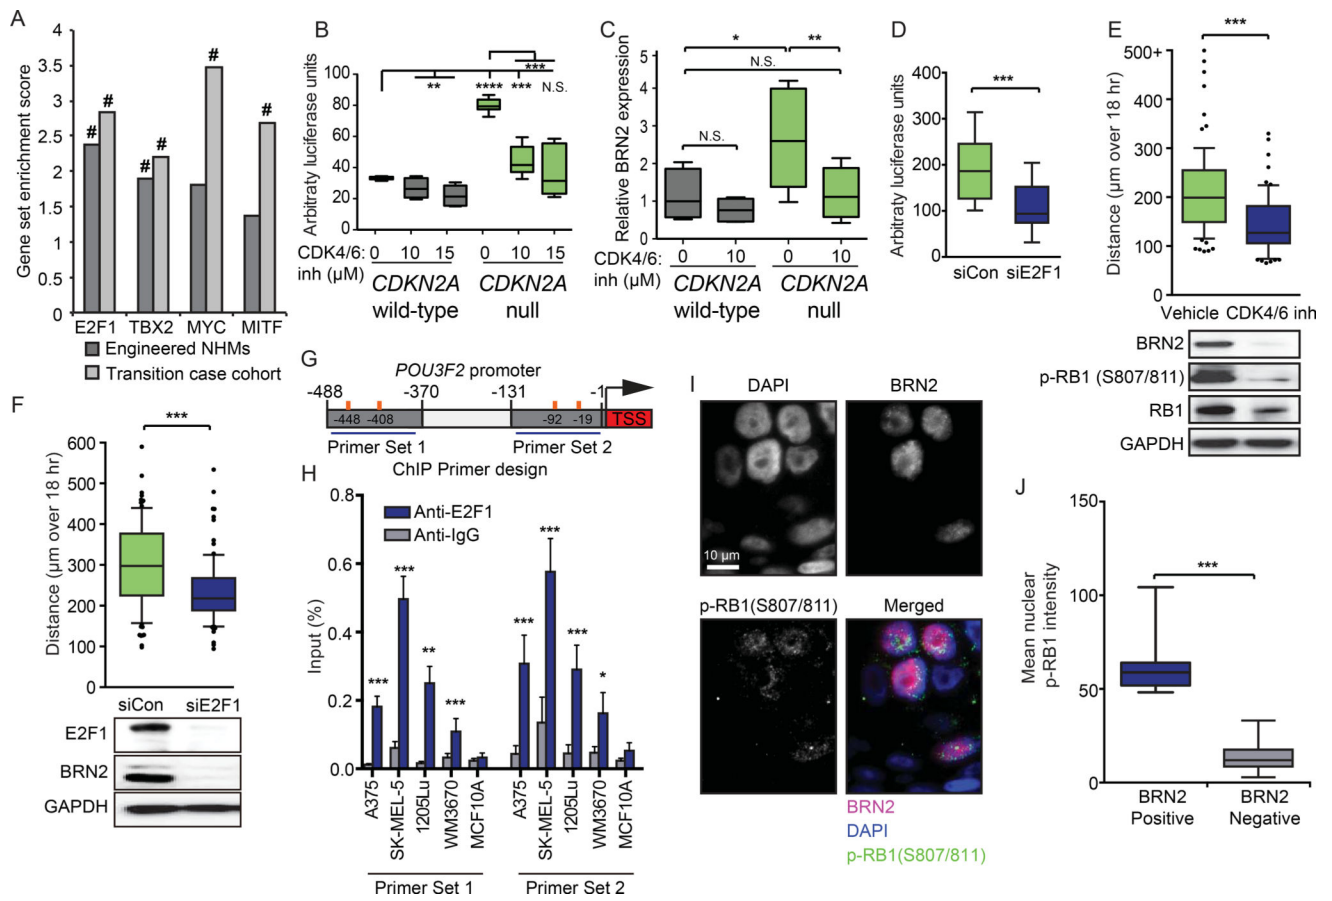 A
4
3.5
3
2.5
2
1.5
1
0.5
0
Gene set enrichment score
# # # # # #
E2F1 TBX2 MYC MITF
Engineered NHMs
Transition case cohort
B
100
80
60
40
20
0
Arbitraty luciferase units
**
****
***
***
N.S.
CDK4/6: 0 10 15 0 10 15
inh (µM)
CDKN2A CDKN2A
wild-type null
C
5
4
3
2
1
0
Relative BRN2 expression
* **
N.S.
N.S.
CDK4/6: 0 10 0 10
inh (µM)
CDKN2A CDKN2A
wild-type null
D
400
300
200
100
0
Arbitraty luciferase units
***
siCon siE2F1
E
500+
400
300
200
100
0
Distance (µm over 18 hr)
***
Vehicle CDK4/6 inh
BRN2
p-RB1 (S807/811)
RB1
GAPDH
F
600
500
400
300
200
100
0
Distance (µm over 18 hr)
***
siCon siE2F1
E2F1
BRN2
GAPDH
G
POU3F2 promoter
-488 -370 -131 -1
-448 -408 -92 -19 TSS
Primer Set 1 Primer Set 2
ChIP Primer design
H
0.8
0.6
0.4
0.2
0.0
Input (%)
Anti-E2F1
Anti-IgG
*** *** ** *** *** *** *** *
A375 SK-MEL-5 1205Lu WM3670 MCF10A A375 SK-MEL-5 1205Lu WM3670 MCF10A
Primer Set 1 Primer Set 2
I
DAPI BRN2
10 µm
p-RB1(S807/811) Merged
BRN2
DAPI
p-RB1(S807/811)
J
150
100
50
0
Mean nuclear
p-RB1 intensity
***
BRN2 BRN2
Positive Negative